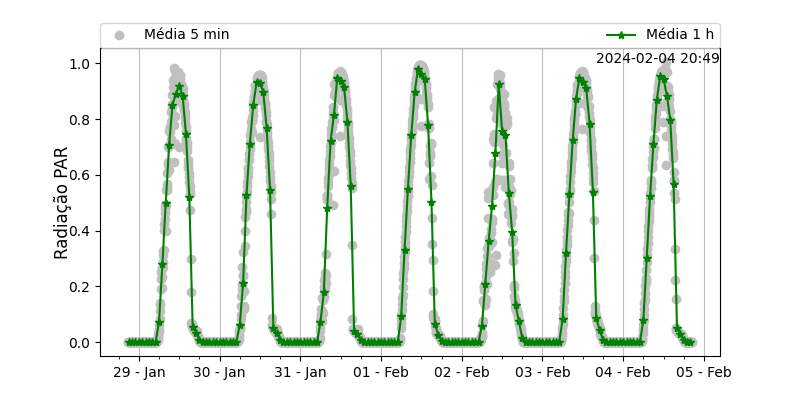 Média 5 min
Média 1 h
2024-02-04 20:49
Radiação PAR
1.0
0.8
0.6
0.4
0.2
0.0
29 - Jan
30 - Jan
31 - Jan
01 - Feb
02 - Feb
03 - Feb
04 - Feb
05 - Feb